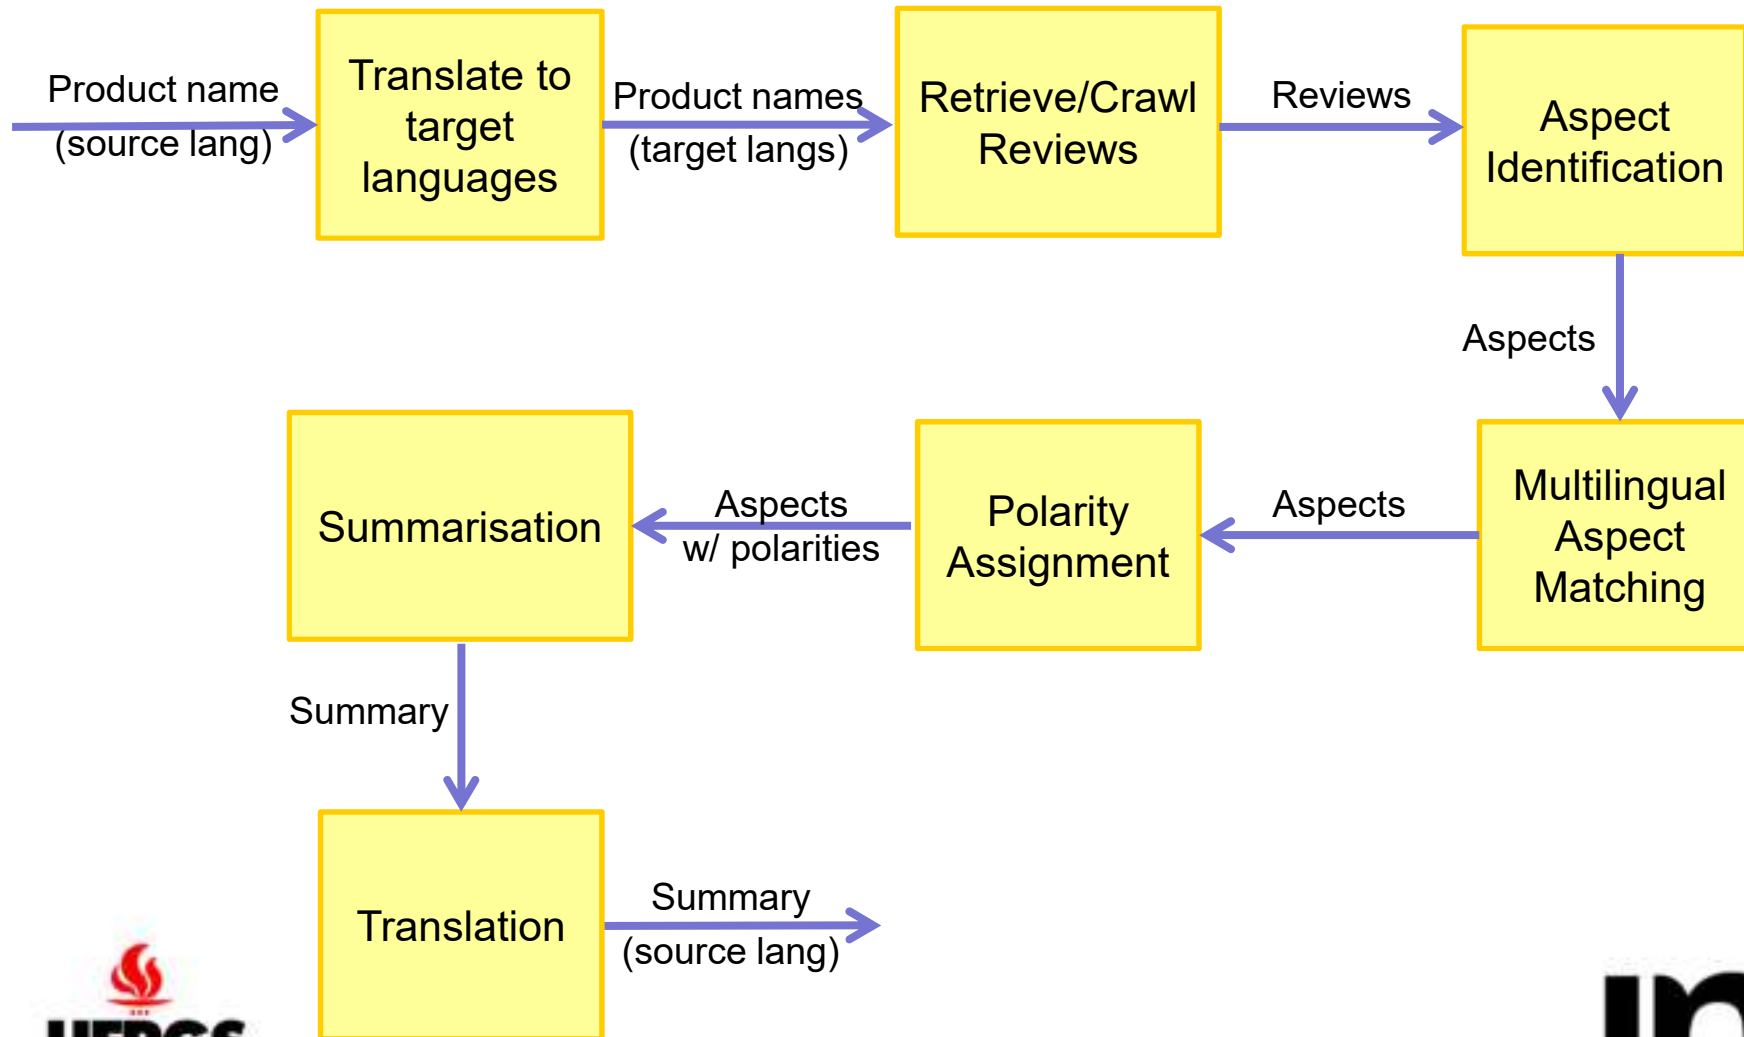 Product name
(source lang)
Translate to
target
languages
Product names
(target langs)
Retrieve/Crawl
Reviews
Reviews
Aspect
Identification
Aspects
Multilingual
Aspect
Matching
Aspects
Polarity
Assignment
Aspects
w/ polarities
Summarisation
Summary
Translation
Summary
(source lang)
UFRGS